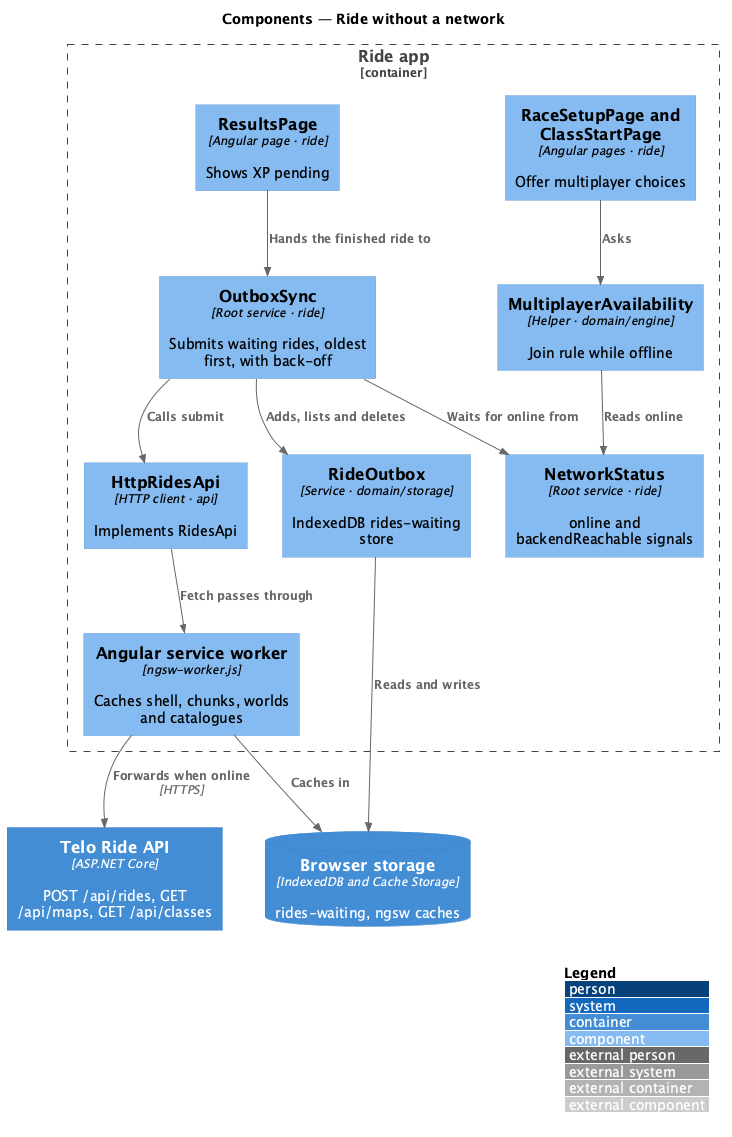 Components — Ride without a network
Ride app
[container]
ResultsPage
[Angular page · ride]
Shows XP pending
RaceSetupPage and
ClassStartPage
[Angular pages · ride]
Offer multiplayer choices
Hands the finished ride to
Asks
OutboxSync
[Root service · ride]
Submits waiting rides, oldest
first, with back-off
MultiplayerAvailability
[Helper · domain/engine]
Join rule while offline
Calls submit
Adds, lists and deletes
Waits for online from
Reads online
HttpRidesApi
[HTTP client · api]
Implements RidesApi
RideOutbox
[Service · domain/storage]
IndexedDB rides-waiting
store
NetworkStatus
[Root service · ride]
online and
backendReachable signals
Fetch passes through
Angular service worker
[ngsw-worker.js]
Caches shell, chunks, worlds
and catalogues
Reads and writes
Forwards when online
[HTTPS]
Caches in
Telo Ride API
[ASP.NET Core]
POST /api/rides, GET
/api/maps, GET /api/classes
Browser storage
[IndexedDB and Cache Storage]
rides-waiting, ngsw caches
Legend
person
system
container
component
external person
external system
external container
external component